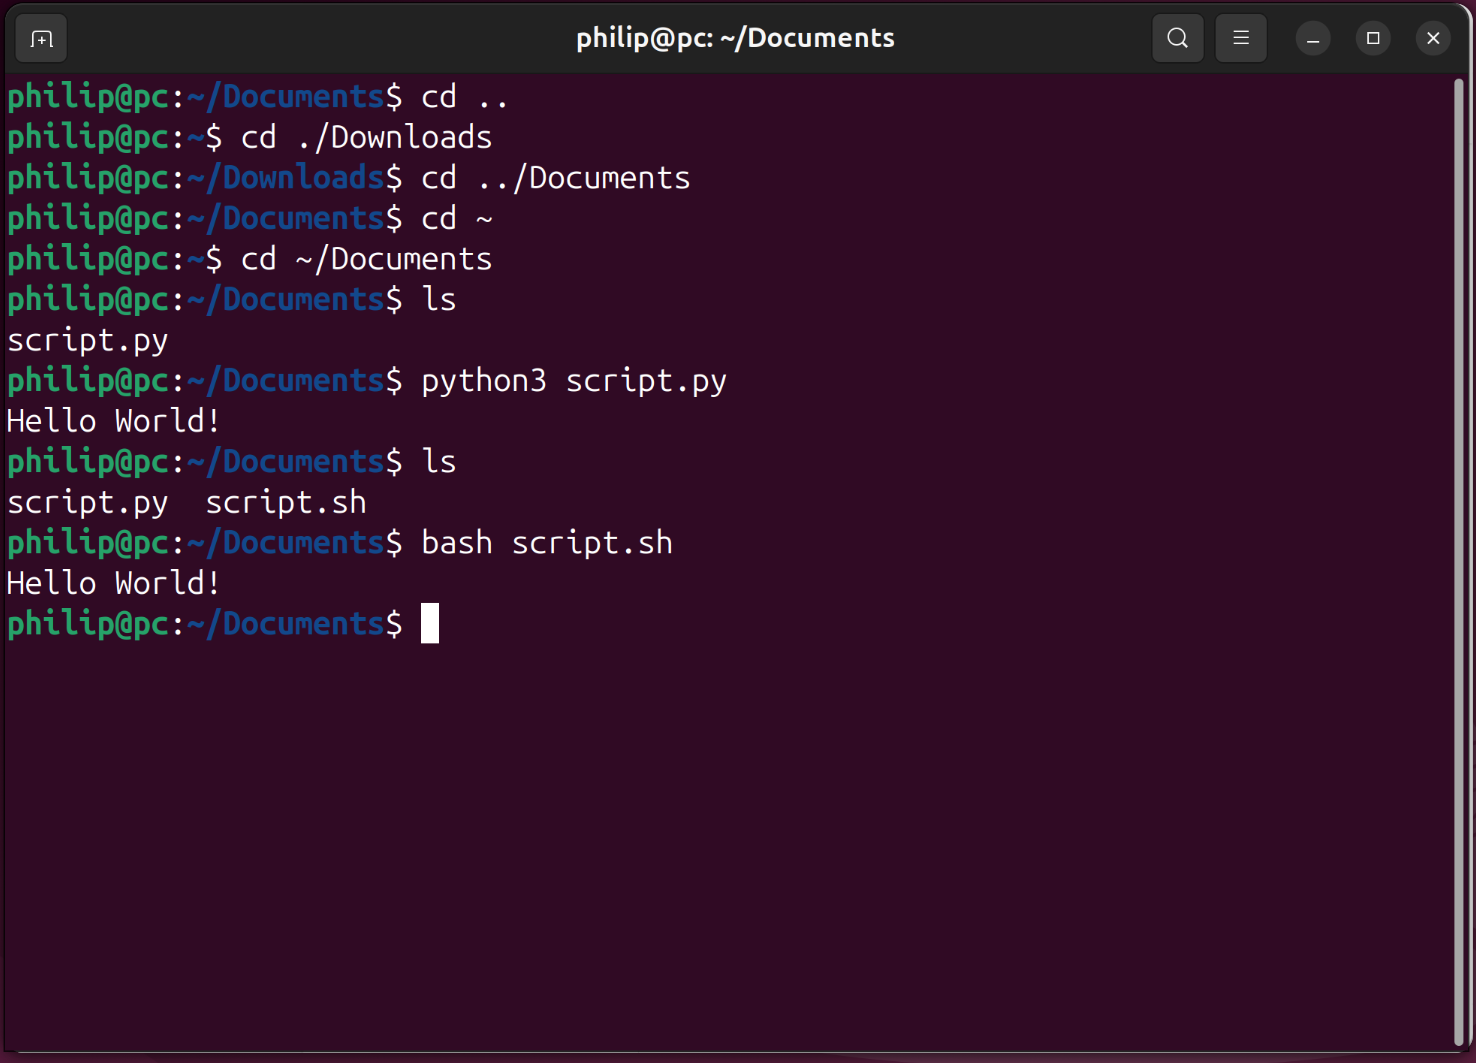 philip@pc: ~/Documents
philip@pc:~/Documents$ cd ..
philip@pc:~$ cd ./Downloads
philip@pc:~/Downloads$ cd ../Documents
philip@pc:~/Documents$ cd ~
philip@pc:~$ cd ~/Documents
philip@pc:~/Documents$ ls
script.py
philip@pc:~/Documents$ python3 script.py
Hello World!
philip@pc:~/Documents$ ls
script.py  script.sh
philip@pc:~/Documents$ bash script.sh
Hello World!
philip@pc:~/Documents$